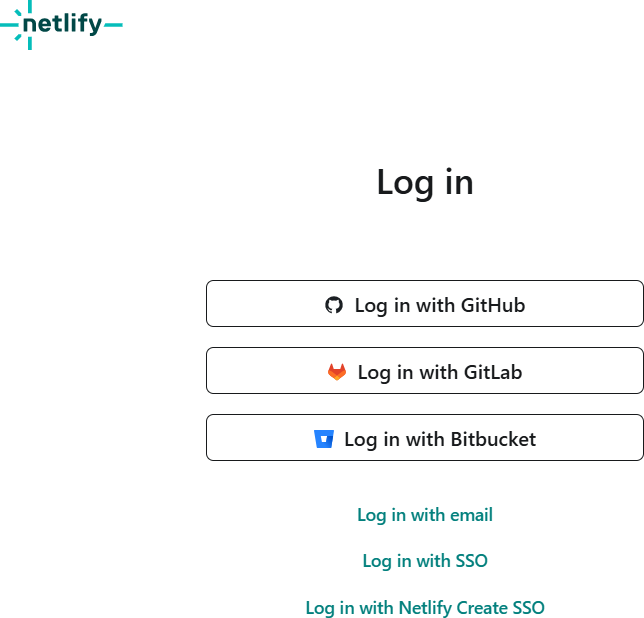 netlify
Log in
Log in with GitHub
Log in with GitLab
Log in with Bitbucket
Log in with email
Log in with SSO
Log in with Netlify Create SSO